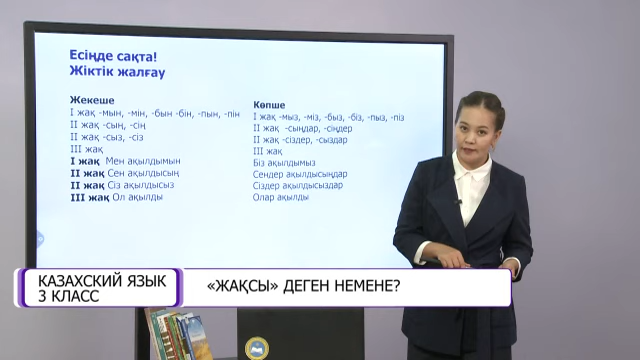 Есіңде сақта!
Жіктік жалғау
Жекеше
І жақ -мын, -мін, -бын -бін, -пын, -пін
ІІ жақ -сың, -сің
ІІ жақ -сыз, -сіз
ІІІ жақ
І жақ Мен ақылдымын
ІІ жақ Сен ақылдысың
ІІ жақ Сіз ақылдысыз
ІІІ жақ Ол ақылды
Көпше
І жақ -мыз, -міз, -быз, -біз, -пыз, -піз
ІІ жақ -сыңдар, -сіңдер
ІІ жақ -сіздер, -сыздар
ІІІ жақ
Біз ақылдымыз
Сендер ақылдысыңдар
Сіздер ақылдысыздар
Олар ақылды
КАЗАХСКИЙ ЯЗЫК
3 КЛАСС
«ЖАҚСЫ» ДЕГЕН НЕМЕНЕ?